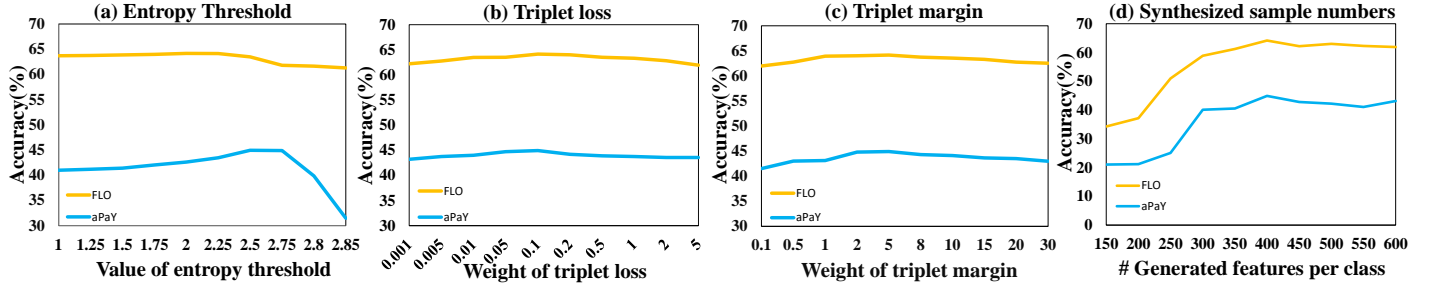 (a) Entropy Threshold
70
65
60
55
50
45
40
35
30
Accuracy(%)
FLO
aPaY
1 1.25 1.5 1.75 2 2.25 2.5 2.75 2.8 2.85
Value of entropy threshold
(b) Triplet loss
70
65
60
55
50
45
40
35
30
Accuracy(%)
FLO
aPaY
0.001 0.005 0.01 0.05 0.1 0.2 0.5 1 2 5
Weight of triplet loss
(c) Triplet margin
70
65
60
55
50
45
40
35
30
Accuracy(%)
FLO
aPaY
0.1 0.5 1 2 5 8 10 15 20 30
Weight of triplet margin
(d) Synthesized sample numbers
70
60
50
40
30
20
10
0
Accuracy(%)
FLO
aPaY
150 200 250 300 350 400 450 500 550 600
# Generated features per class